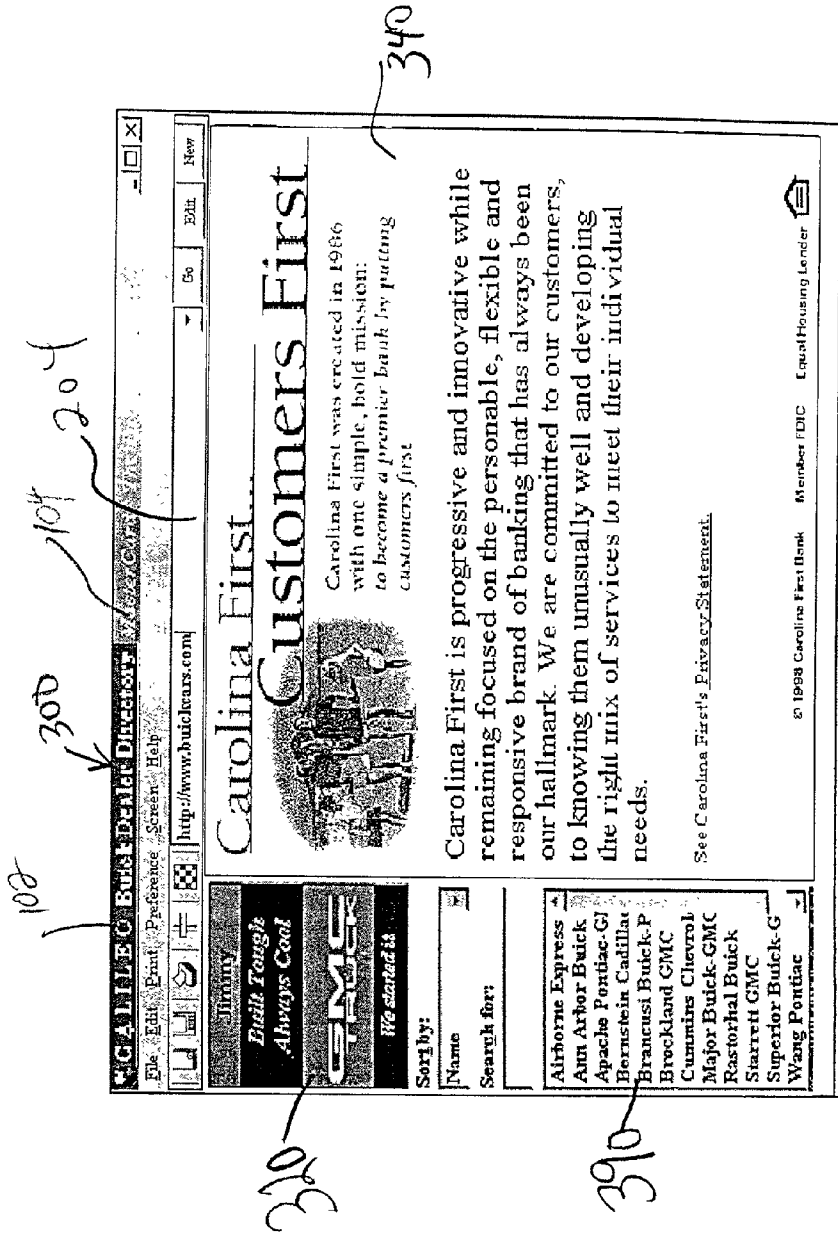 102
300
104
204
CALLEC Buick Dealer Directory
File Edit Print Preference Screen Help
http://www.buickcars.com
Go Edit New
320
Jimmy
Built Tough
Always Cool
GMC
TRUCK
We started it
Sort by:
Name
Search for:
390
Airborne Express
Ann Arbor Buick
Apache Pontiac-GM
Bernstein Cadillac
Brancusi Buick-P
Brockland GMC
Cummins Chevrol
Major Buick-GMC
Rastorhal Buick
Starrett GMC
Superior Buick-G
Wang Pontiac
Carolina First...
Customers First
Carolina First was created in 1986
with one simple, bold mission:
to become a premier bank by putting
customers first
340
Carolina First is progressive and innovative while
remaining focused on the personable, flexible and
responsive brand of banking that has always been
our hallmark. We are committed to our customers,
to knowing them unusually well and developing
the right mix of services to meet their individual
needs.
See Carolina First's Privacy Statement.
© 1998 Carolina First Bank Member FDIC Equal Housing Lender